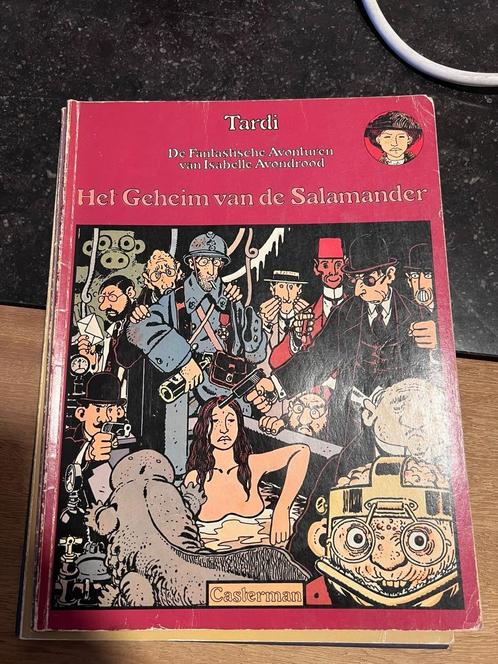 Tardi
De Fantastische Avonturen
van Isabelle Avondrood
Het Geheim van de Salamander
Casterman